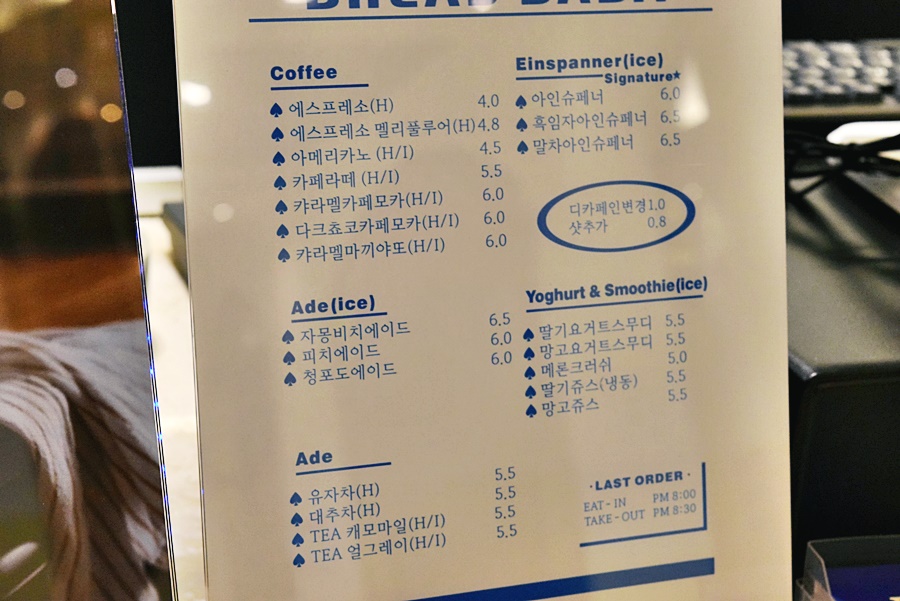 Coffee
에스프레소(H) 4.0
에스프레소 멜리풀루어(H) 4.8
아메리카노 (H/I) 4.5
카페라떼 (H/I) 5.5
캬라멜카페모카(H/I) 6.0
다크쵸코카페모카(H/I) 6.0
캬라멜마끼야또(H/I) 6.0
Einspanner(ice)
Signature★
아인슈페너 6.0
흑임자아인슈페너 6.5
말차아인슈페너 6.5
디카페인변경 1.0
샷추가 0.8
Ade(ice)
자몽비치에이드 6.5
피치에이드 6.0
청포도에이드 6.0
Yoghurt & Smoothie(ice)
딸기요거트스무디 5.5
망고요거트스무디 5.5
메론크러쉬 5.0
딸기쥬스(냉동) 5.5
망고쥬스 5.5
Ade
유자차(H) 5.5
대추차(H) 5.5
TEA 캐모마일(H/I) 5.5
TEA 얼그레이(H/I) 5.5
·LAST ORDER·
EAT-IN PM 8:00
TAKE-OUT PM 8:30